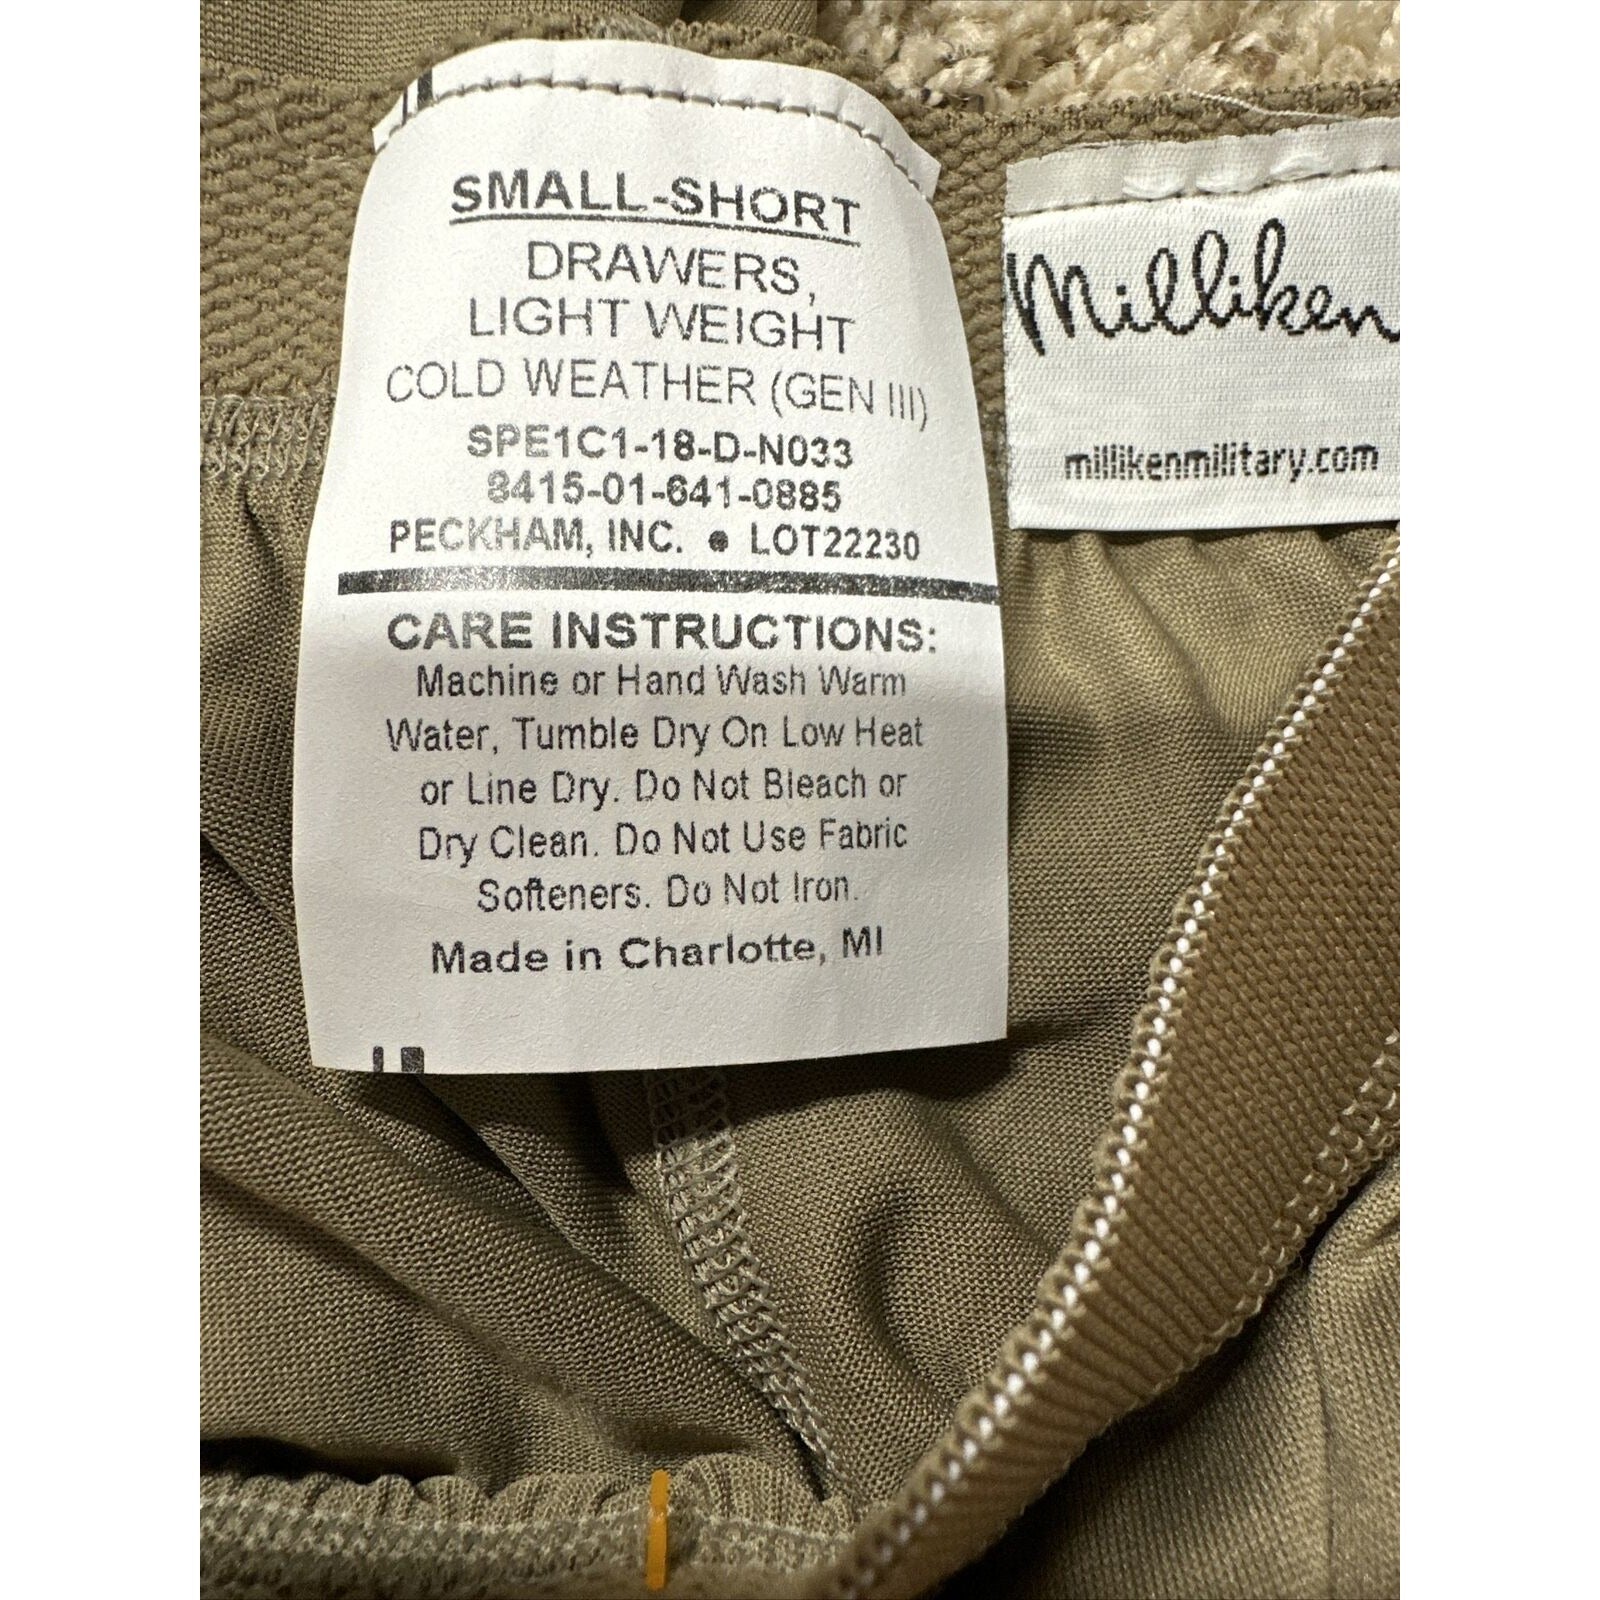 SMALL-SHORT
DRAWERS,
LIGHT WEIGHT
COLD WEATHER (GEN III)
SPE1C1-18-D-N033
8415-01-641-0885
PECKHAM, INC. • LOT22230
CARE INSTRUCTIONS:
Machine or Hand Wash Warm
Water, Tumble Dry On Low Heat
or Line Dry. Do Not Bleach or
Dry Clean. Do Not Use Fabric
Softeners. Do Not Iron.
Made in Charlotte, MI
Milliken
millikenmilitary.com